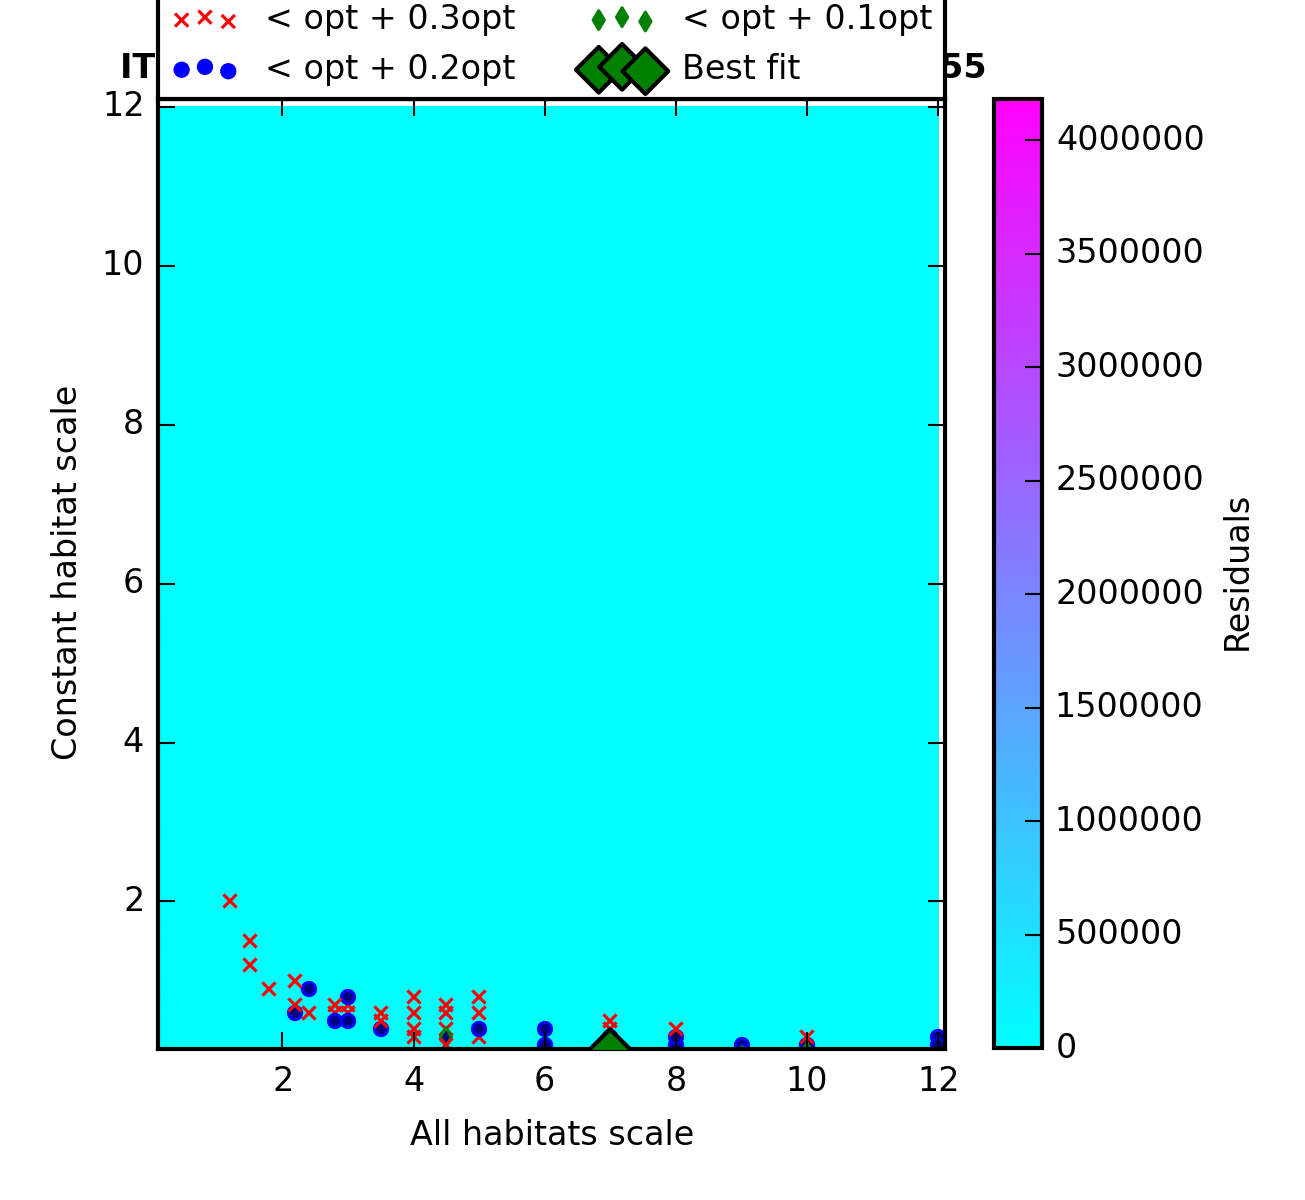 < opt + 0.3opt < opt + 0.1opt
< opt + 0.2opt Best fit
IT 55
12
10
8
6
4
2
2 4 6 8 10 12
All habitats scale
Constant habitat scale
4000000
3500000
3000000
2500000
2000000
1500000
1000000
500000
0
Residuals